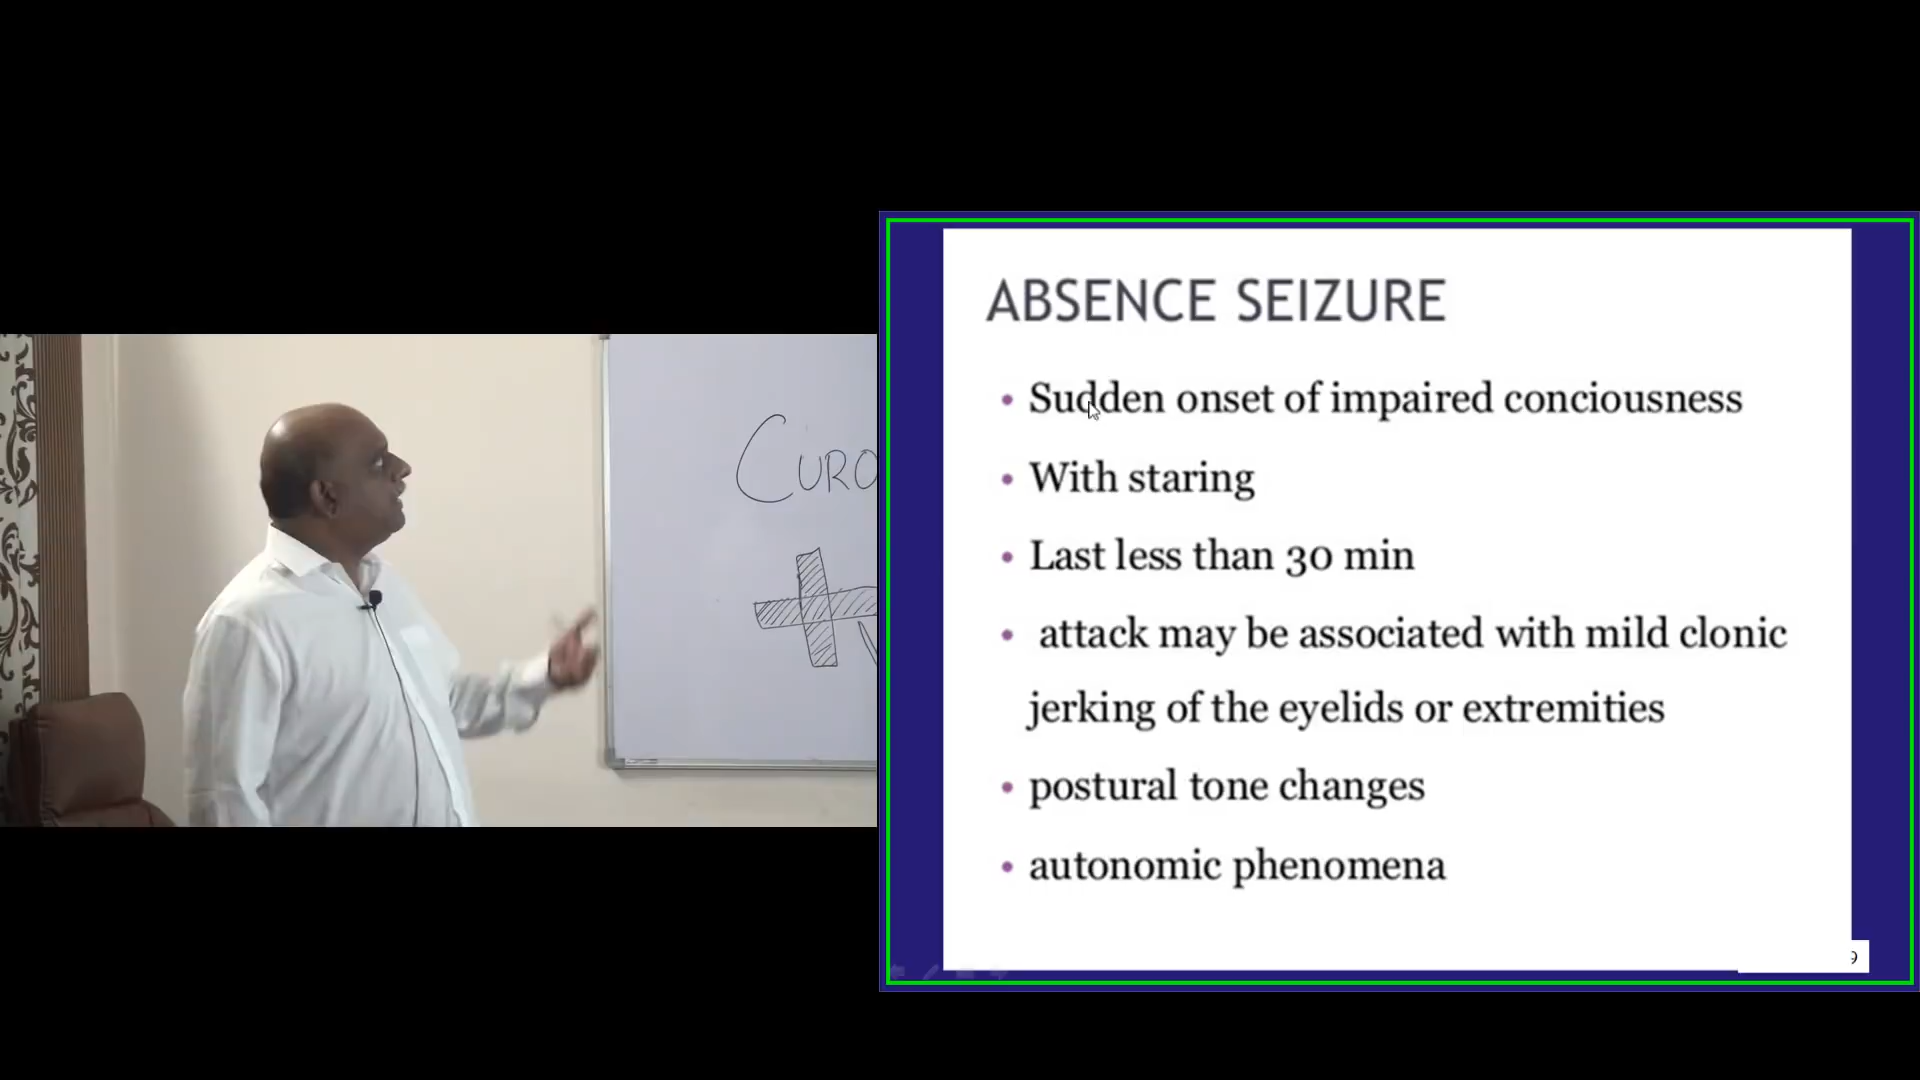 CURO
ABSENCE SEIZURE
• Sudden onset of impaired conciousness
• With staring
• Last less than 30 min
• attack may be associated with mild clonic
jerking of the eyelids or extremities
• postural tone changes
• autonomic phenomena
9